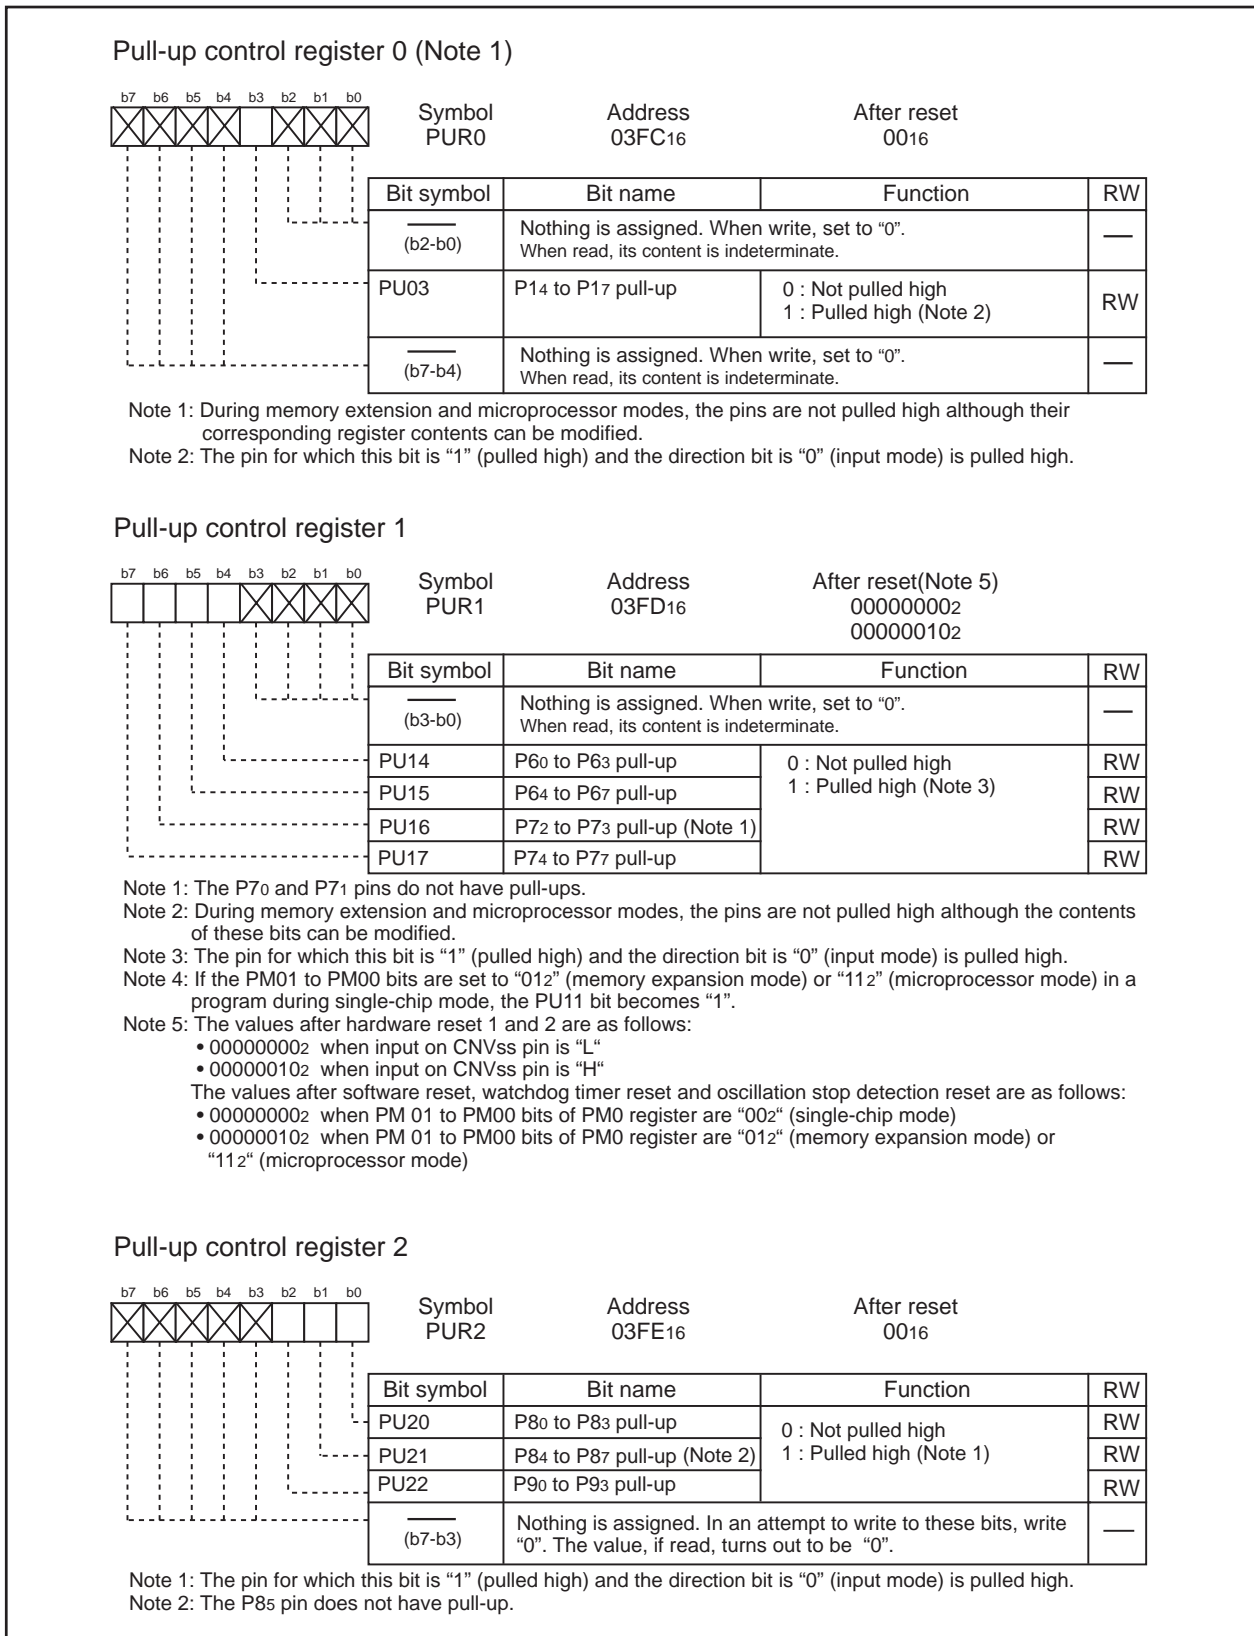 Pull-up control register 0 (Note 1)
b7 b6 b5 b4 b3 b2 b1 b0
Symbol Address After reset
PUR0 03FC16 0016
Bit symbol Bit name Function RW
(b2-b0) Nothing is assigned. When write, set to “0”.
When read, its content is indeterminate. —
PU03 P14 to P17 pull-up 0 : Not pulled high
1 : Pulled high (Note 2) RW
(b7-b4) Nothing is assigned. When write, set to “0”.
When read, its content is indeterminate. —
Note 1: During memory extension and microprocessor modes, the pins are not pulled high although their
corresponding register contents can be modified.
Note 2: The pin for which this bit is “1” (pulled high) and the direction bit is “0” (input mode) is pulled high.
Pull-up control register 1
b7 b6 b5 b4 b3 b2 b1 b0
Symbol Address After reset(Note 5)
PUR1 03FD16 000000002
000000102
Bit symbol Bit name Function RW
(b3-b0) Nothing is assigned. When write, set to “0”.
When read, its content is indeterminate. —
PU14 P60 to P63 pull-up 0 : Not pulled high RW
PU15 P64 to P67 pull-up 1 : Pulled high (Note 3) RW
PU16 P72 to P73 pull-up (Note 1) RW
PU17 P74 to P77 pull-up RW
Note 1: The P70 and P71 pins do not have pull-ups.
Note 2: During memory extension and microprocessor modes, the pins are not pulled high although the contents
of these bits can be modified.
Note 3: The pin for which this bit is “1” (pulled high) and the direction bit is “0” (input mode) is pulled high.
Note 4: If the PM01 to PM00 bits are set to “012” (memory expansion mode) or “112” (microprocessor mode) in a
program during single-chip mode, the PU11 bit becomes “1”.
Note 5: The values after hardware reset 1 and 2 are as follows:
• 000000002 when input on CNVss pin is “L“
• 000000102 when input on CNVss pin is “H“
The values after software reset, watchdog timer reset and oscillation stop detection reset are as follows:
• 000000002 when PM 01 to PM00 bits of PM0 register are “002“ (single-chip mode)
• 000000102 when PM 01 to PM00 bits of PM0 register are “012“ (memory expansion mode) or
“112“ (microprocessor mode)
Pull-up control register 2
b7 b6 b5 b4 b3 b2 b1 b0
Symbol Address After reset
PUR2 03FE16 0016
Bit symbol Bit name Function RW
PU20 P80 to P83 pull-up 0 : Not pulled high RW
PU21 P84 to P87 pull-up (Note 2) 1 : Pulled high (Note 1) RW
PU22 P90 to P93 pull-up RW
(b7-b3) Nothing is assigned. In an attempt to write to these bits, write
“0”. The value, if read, turns out to be “0”. —
Note 1: The pin for which this bit is “1” (pulled high) and the direction bit is “0” (input mode) is pulled high.
Note 2: The P85 pin does not have pull-up.